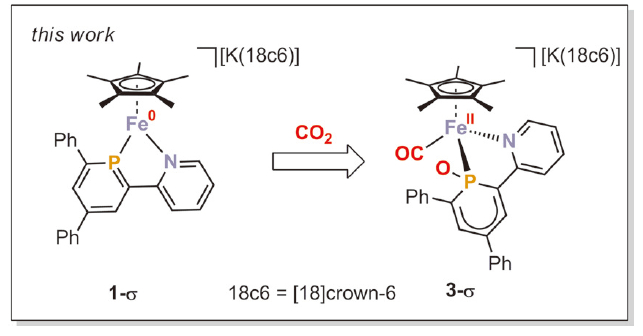 this work
][K(18c6)]
][K(18c6)]
Fe0
FeII
CO2
N
Ph
P
N
OC
O
P
Ph
Ph
Ph
1-σ
18c6 = [18]crown-6
3-σ